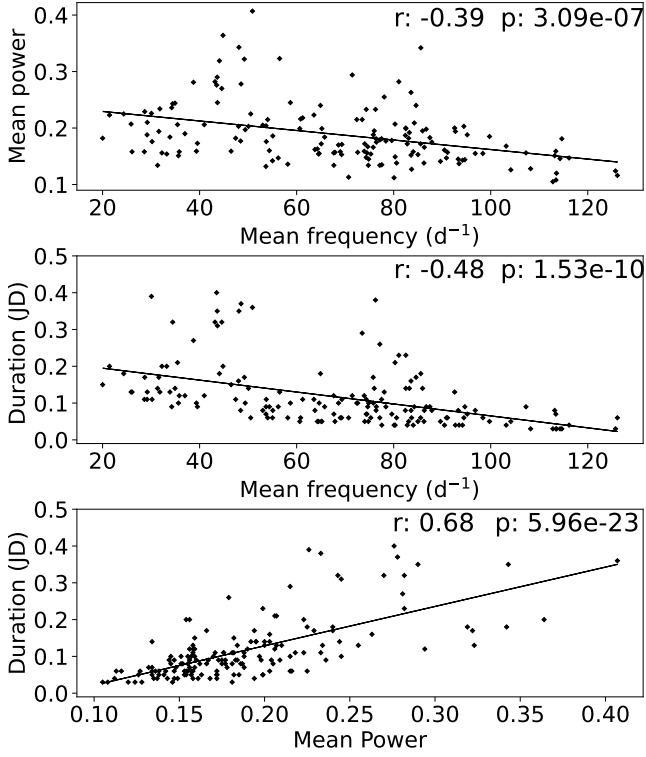 r: -0.39 p: 3.09e-07
0.4
0.3
0.2
0.1
Mean power
20 40 60 80 100 120
Mean frequency (d⁻¹)
r: -0.48 p: 1.53e-10
0.5
0.4
0.3
0.2
0.1
0.0
Duration (JD)
20 40 60 80 100 120
Mean frequency (d⁻¹)
r: 0.68 p: 5.96e-23
0.5
0.4
0.3
0.2
0.1
0.0
Duration (JD)
0.10 0.15 0.20 0.25 0.30 0.35 0.40
Mean Power